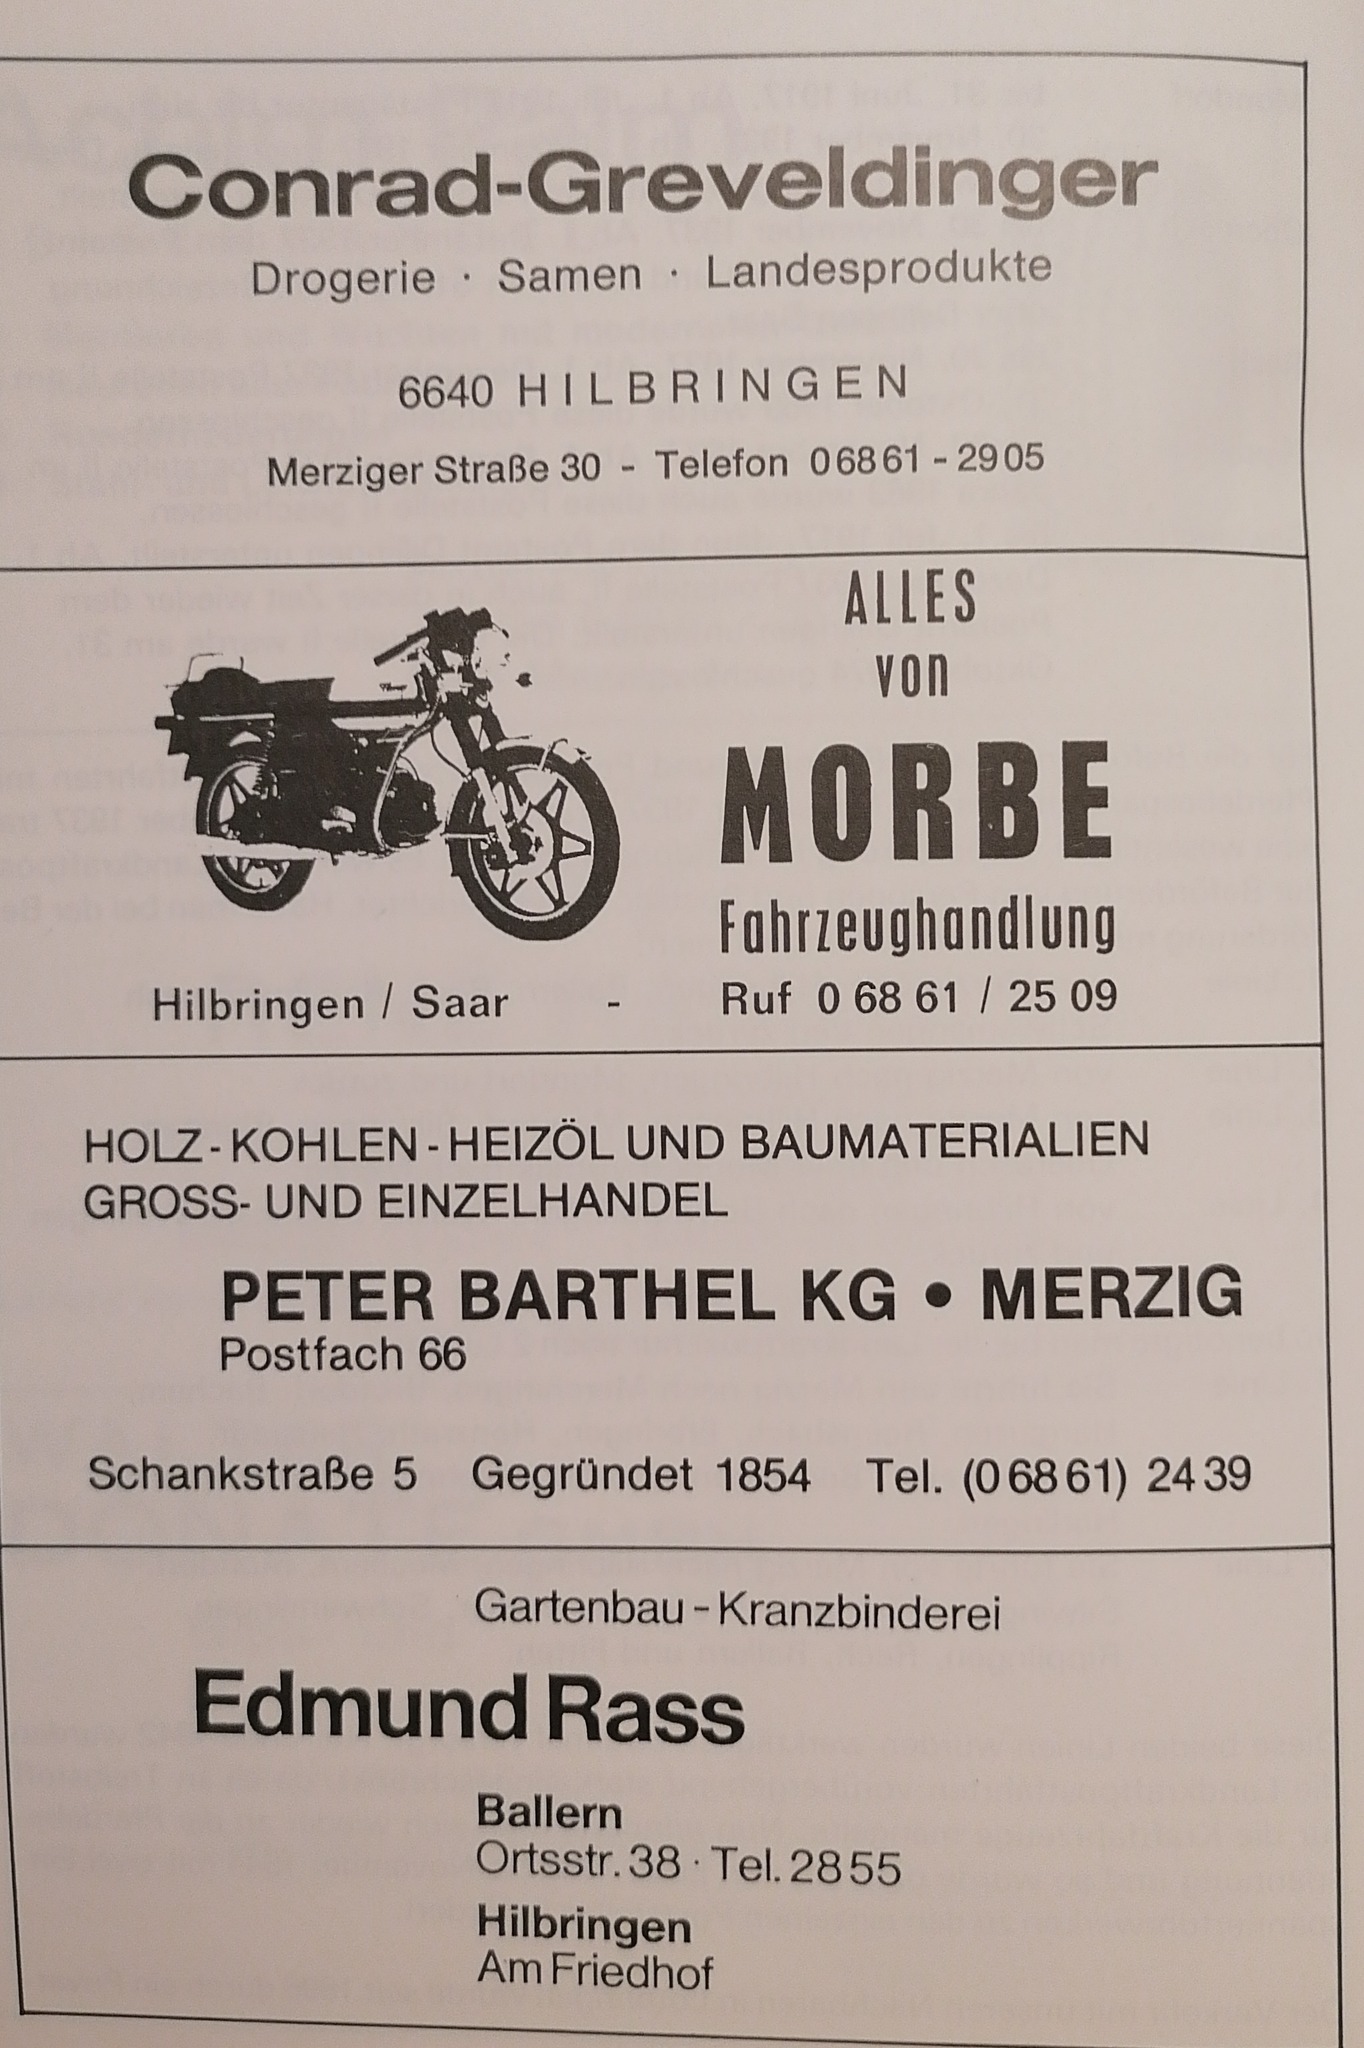 Conrad-Greveldinger
Drogerie · Samen · Landesprodukte
6640 HILBRINGEN
Merziger Straße 30 - Telefon 06861-2905
ALLES
von
MORBE
Fahrzeughandlung
Hilbringen / Saar - Ruf 0 68 61 / 25 09
HOLZ-KOHLEN-HEIZÖL UND BAUMATERIALIEN
GROSS- UND EINZELHANDEL
PETER BARTHEL KG • MERZIG
Postfach 66
Schankstraße 5 Gegründet 1854 Tel. (06861) 2439
Gartenbau-Kranzbinderei
Edmund Rass
Ballern
Ortsstr. 38 · Tel. 2855
Hilbringen
Am Friedhof